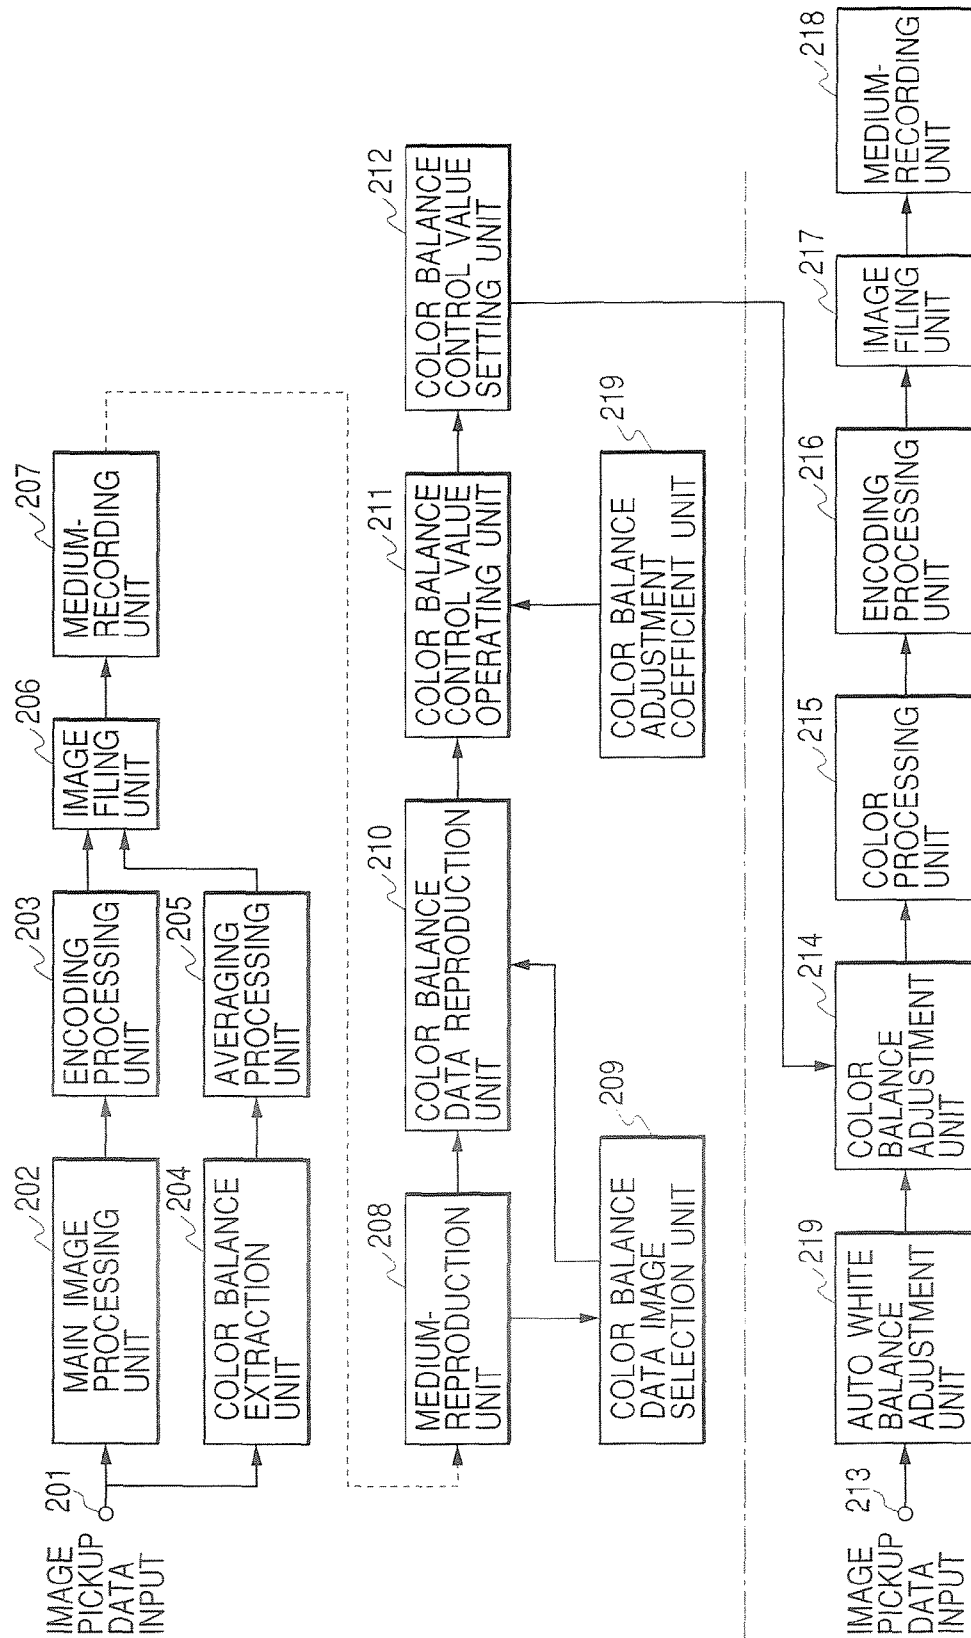 IMAGE
PICKUP
DATA
INPUT
201
202
MAIN IMAGE
PROCESSING
UNIT
203
ENCODING
PROCESSING
UNIT
204
COLOR BALANCE
EXTRACTION
UNIT
205
AVERAGING
PROCESSING
UNIT
206
IMAGE
FILING
UNIT
207
MEDIUM-
RECORDING
UNIT
208
MEDIUM-
REPRODUCTION
UNIT
209
COLOR BALANCE
DATA IMAGE
SELECTION UNIT
210
COLOR BALANCE
DATA REPRODUCTION
UNIT
211
COLOR BALANCE
CONTROL VALUE
OPERATING UNIT
219
COLOR BALANCE
ADJUSTMENT
COEFFICIENT UNIT
212
COLOR BALANCE
CONTROL VALUE
SETTING UNIT
IMAGE
PICKUP
DATA
INPUT
213
219
AUTO WHITE
BALANCE
ADJUSTMENT
UNIT
214
COLOR
BALANCE
ADJUSTMENT
UNIT
215
COLOR
PROCESSING
UNIT
216
ENCODING
PROCESSING
UNIT
217
IMAGE
FILING
UNIT
218
MEDIUM-
RECORDING
UNIT